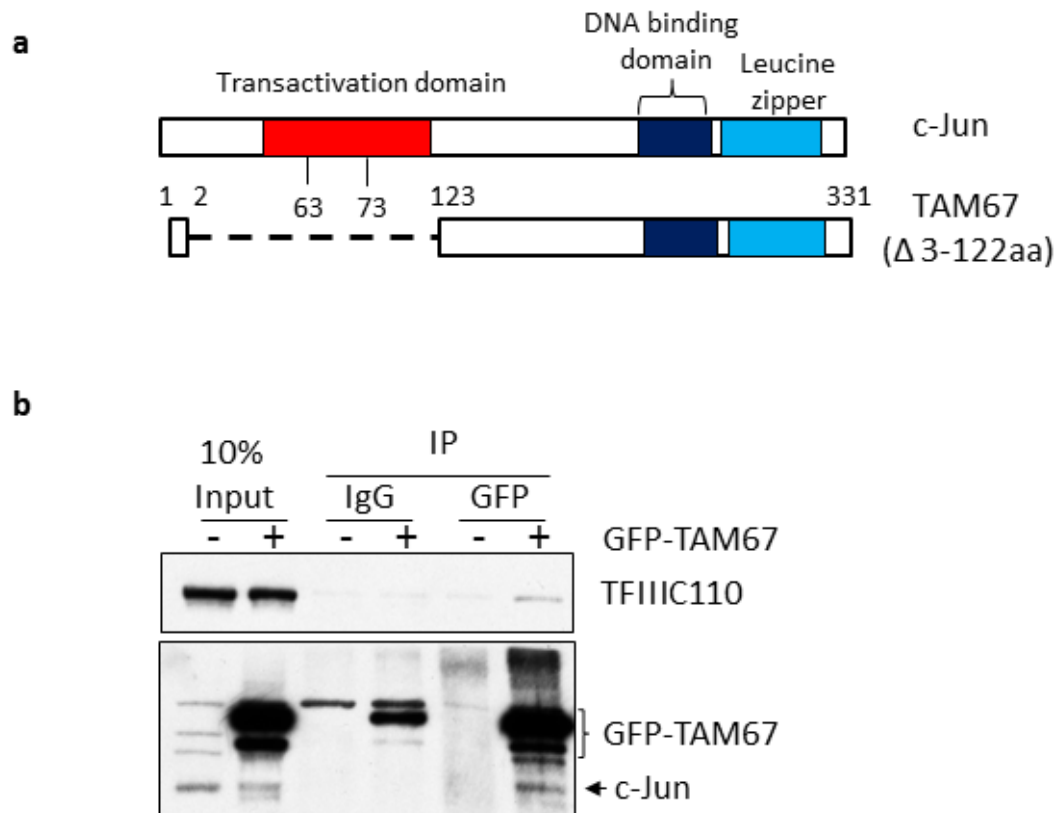 a
DNA binding
domain
Transactivation domain
Leucine
zipper
c-Jun
1 2 63 73 123 331
TAM67
(Δ 3-122aa)
b
10%
Input
IP
IgG GFP
- + - + - + GFP-TAM67
TFIIIC110
GFP-TAM67
c-Jun